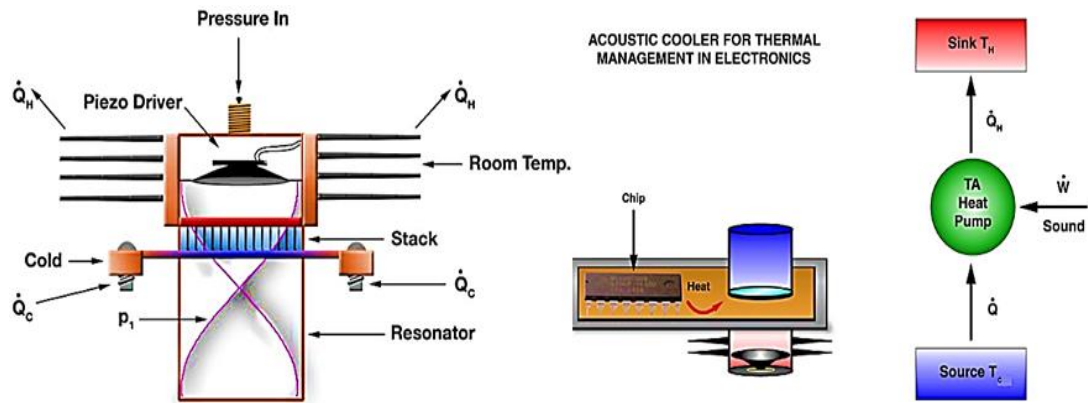 Pressure In
Q̇H
Piezo Driver
Q̇H
Room Temp.
Stack
Cold
Q̇C
Q̇C
p1
Resonator
ACOUSTIC COOLER FOR THERMAL
MANAGEMENT IN ELECTRONICS
Chip
Heat
Sink TH
Q̇H
TA
Heat
Pump
Ẇ
Sound
Q̇
Source TC